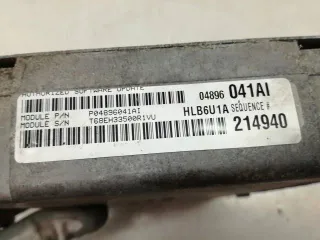 AUTHORIZED SOFTWARE UPDATE
04896 041AI
MODULE P/N P04896041AI
HLB6U1A SEQUENCE #
MODULE S/N T68EH33500R1VU
214940